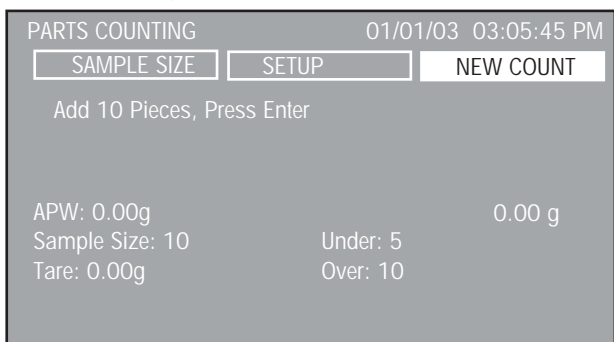 PARTS COUNTING 01/01/03 03:05:45 PM
SAMPLE SIZE SETUP NEW COUNT
Add 10 Pieces, Press Enter
APW: 0.00g 0.00 g
Sample Size: 10 Under: 5
Tare: 0.00g Over: 10